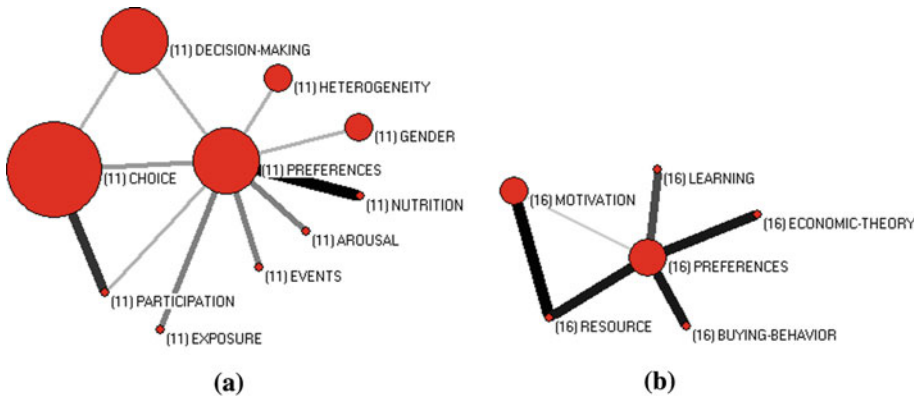 (11) DECISION-MAKING
(11) HETEROGENEITY
(11) GENDER
(11) PREFERENCES
(11) CHOICE
(11) NUTRITION
(11) AROUSAL
(11) EVENTS
(11) PARTICIPATION
(11) EXPOSURE
(a)
(16) LEARNING
(16) MOTIVATION
(16) ECONOMIC-THEORY
(16) PREFERENCES
(16) RESOURCE
(16) BUYING-BEHAVIOR
(b)